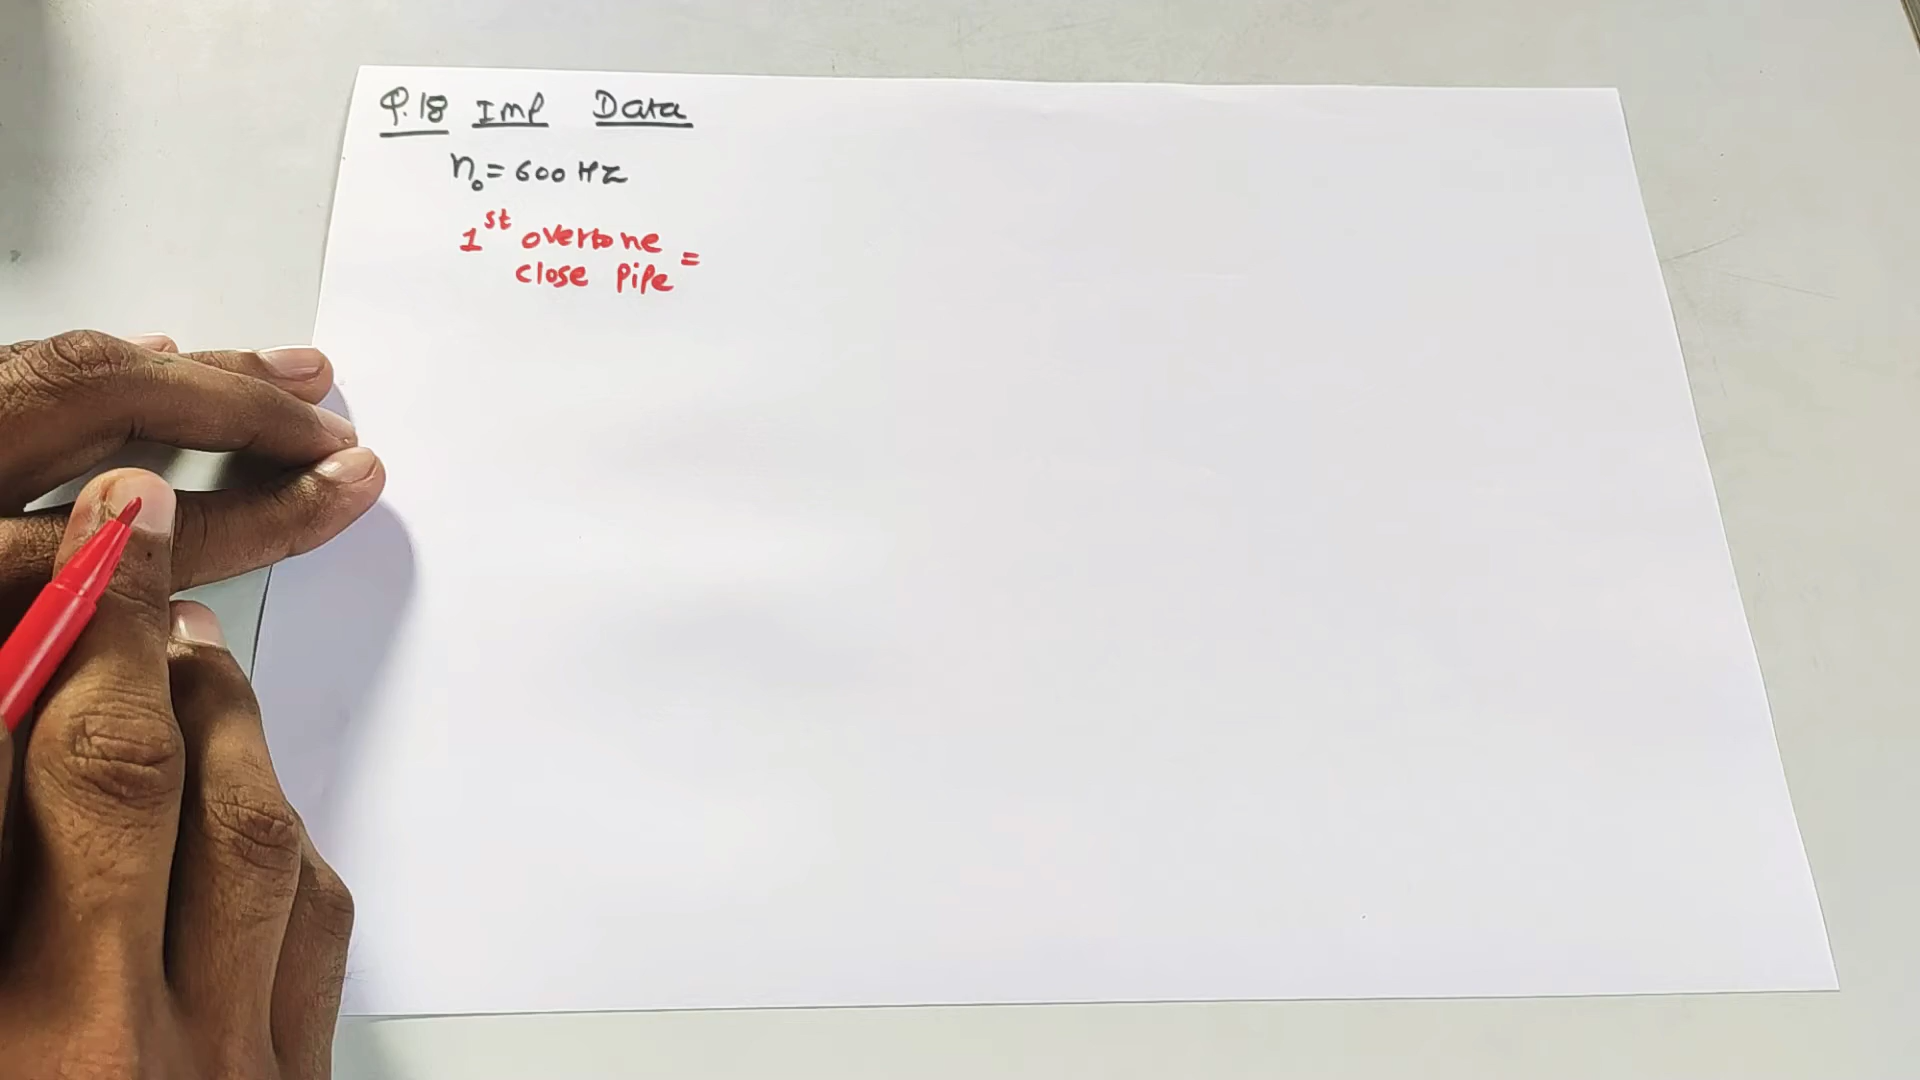 Q.18 Imp Data
n₀ = 600 Hz
1st overtone
close pipe =